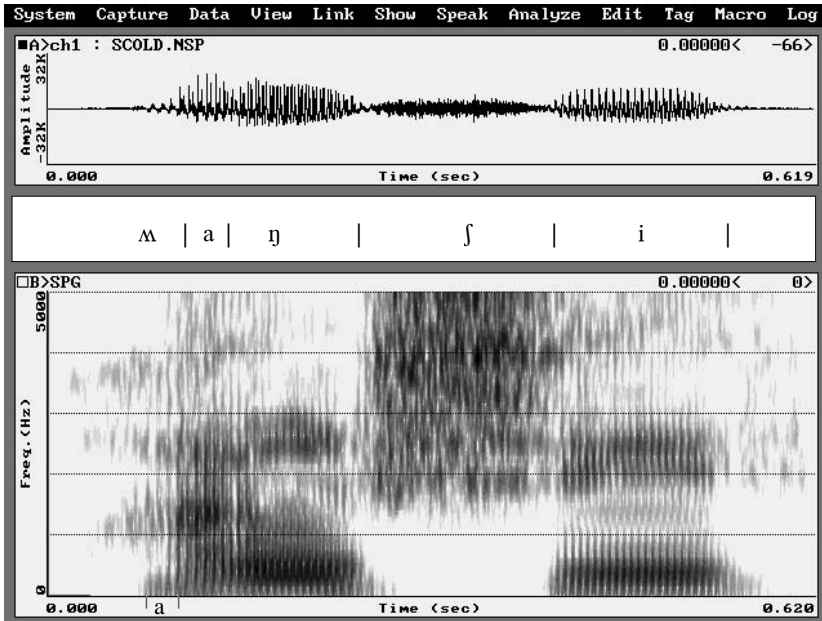 System Capture Data View Link Show Speak Analyze Edit Tag Macro Log
■A>ch1 : SCOLD.NSP 0.00000< -66>
Amplitude
32K
-32K
0.000 Time (sec) 0.619
ʍ | a | ŋ | ʃ | i |
□B>SPG 0.00000< 0>
5000
Freq.(Hz)
0
0.000 | a | Time (sec) 0.620